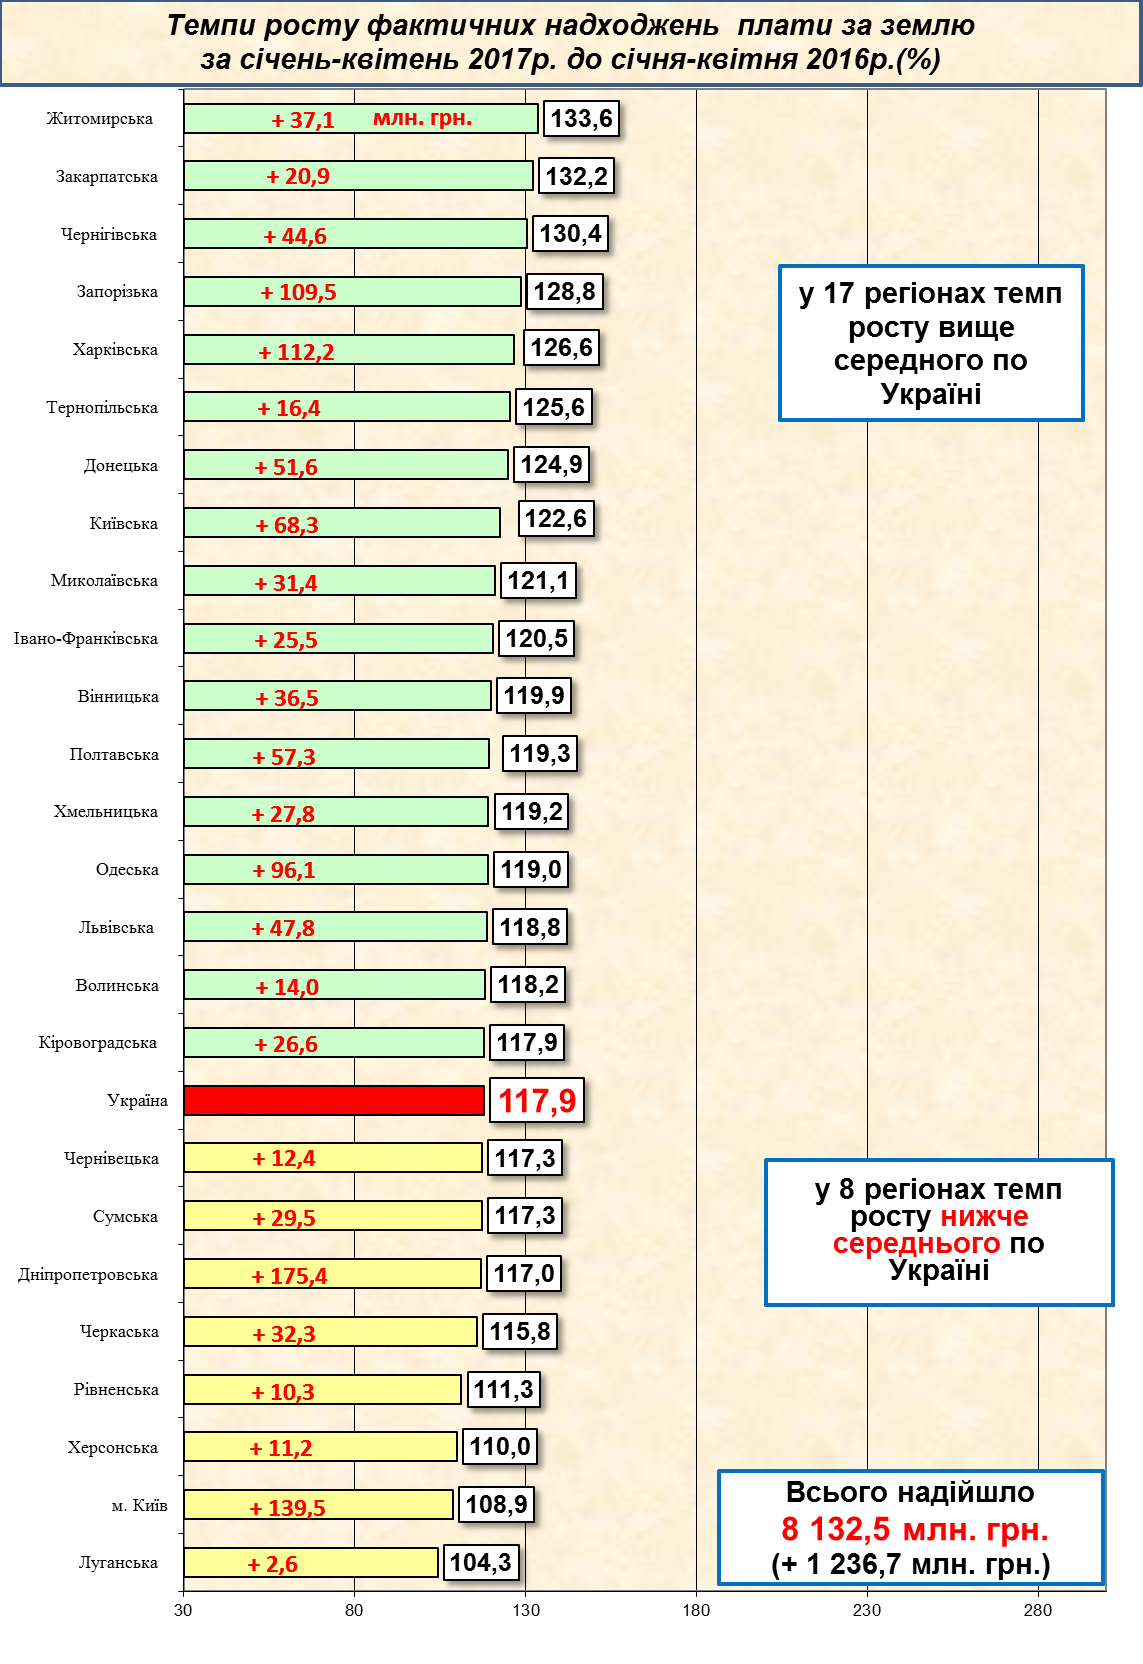 Темпи росту фактичних надходжень плати за землю
за січень-квітень 2017р. до січня-квітня 2016р.(%)
Житомирська + 37,1 млн. грн. 133,6
Закарпатська + 20,9 132,2
Чернігівська + 44,6 130,4
Запорізька + 109,5 128,8
Харківська + 112,2 126,6
Тернопільська + 16,4 125,6
Донецька + 51,6 124,9
Київська + 68,3 122,6
Миколаївська + 31,4 121,1
Івано-Франківська + 25,5 120,5
Вінницька + 36,5 119,9
Полтавська + 57,3 119,3
Хмельницька + 27,8 119,2
Одеська + 96,1 119,0
Львівська + 47,8 118,8
Волинська + 14,0 118,2
Кіровоградська + 26,6 117,9
Україна 117,9
Чернівецька + 12,4 117,3
Сумська + 29,5 117,3
Дніпропетровська + 175,4 117,0
Черкаська + 32,3 115,8
Рівненська + 10,3 111,3
Херсонська + 11,2 110,0
м. Київ + 139,5 108,9
Луганська + 2,6 104,3
30 80 130 180 230 280
у 17 регіонах темп
росту вище
середного по
Україні
у 8 регіонах темп
росту нижче
середнього по
Україні
Всього надійшло
8 132,5 млн. грн.
(+ 1 236,7 млн. грн.)